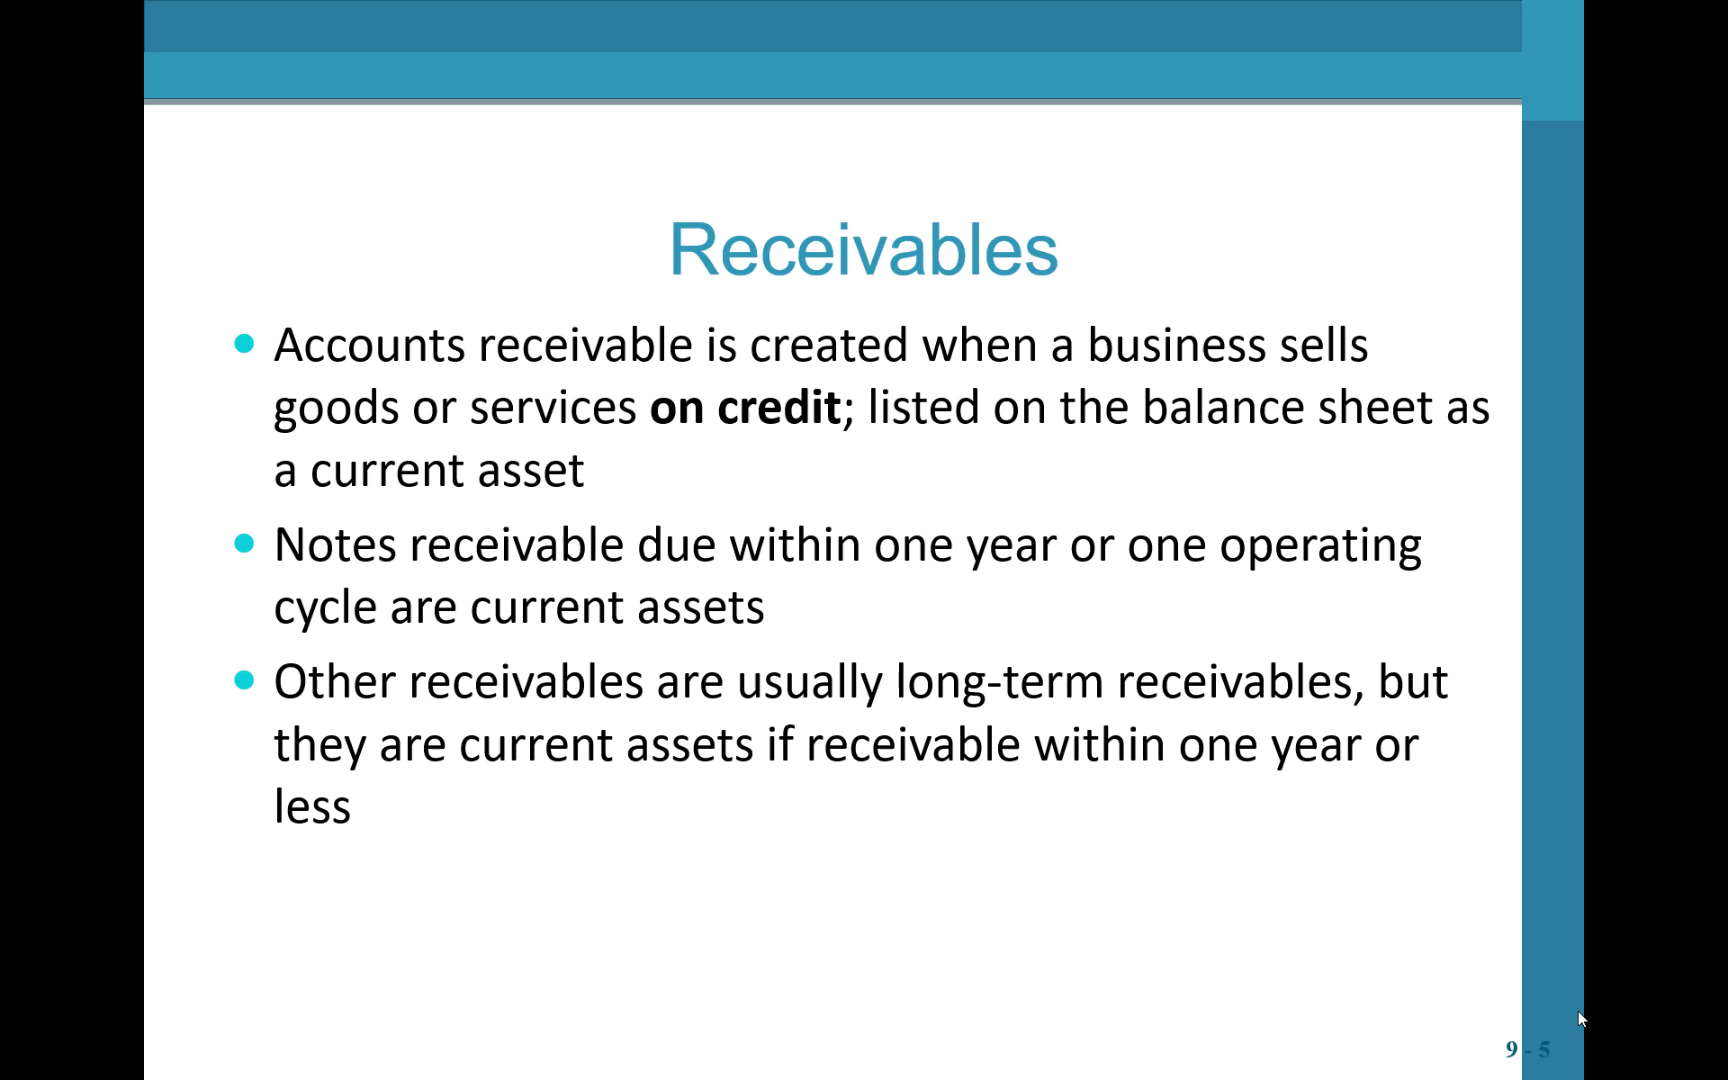 Receivables
• Accounts receivable is created when a business sells
goods or services on credit; listed on the balance sheet as
a current asset
• Notes receivable due within one year or one operating
cycle are current assets
• Other receivables are usually long-term receivables, but
they are current assets if receivable within one year or
less
9 - 5